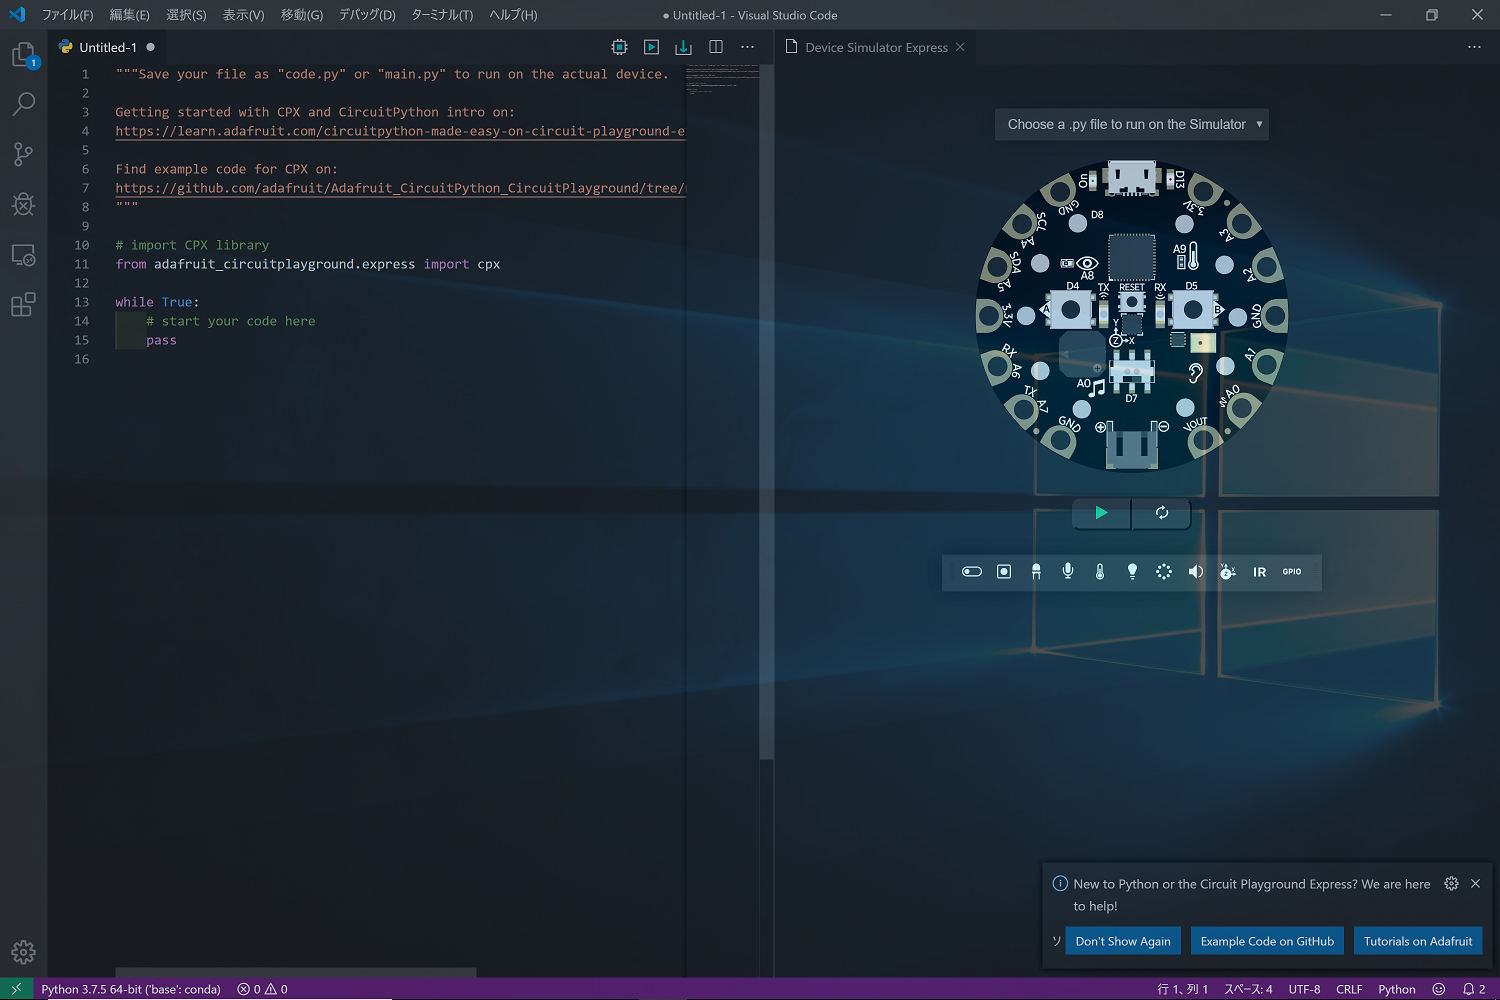 ファイル(F) 編集(E) 選択(S) 表示(V) 移動(G) デバッグ(D) ターミナル(T) ヘルプ(H)
● Untitled-1 - Visual Studio Code
1
Untitled-1 ●
1 """Save your file as "code.py" or "main.py" to run on the actual device.
2
3 Getting started with CPX and CircuitPython intro on:
4 https://learn.adafruit.com/circuitpython-made-easy-on-circuit-playground-e
5
6 Find example code for CPX on:
7 https://github.com/adafruit/Adafruit_CircuitPython_CircuitPlayground/tree/
8 """
9
10 # import CPX library
11 from adafruit_circuitplayground.express import cpx
12
13 while True:
14 # start your code here
15 pass
16
Device Simulator Express
Choose a .py file to run on the Simulator
On D13
GND D8 3.3V
SCL A4 A3
SDA A5 A8 A9 A2
D4 TX RESET RX D5
3.3V A B GND
Y
Z X
RX A6 A1
A0 D7
TX A7 A0
GND VOUT
IR GPIO
New to Python or the Circuit Playground Express? We are here
to help!
ソ
Don't Show Again
Example Code on GitHub
Tutorials on Adafruit
Python 3.7.5 64-bit ('base': conda) 0 0
行 1、列 1 スペース: 4 UTF-8 CRLF Python 2